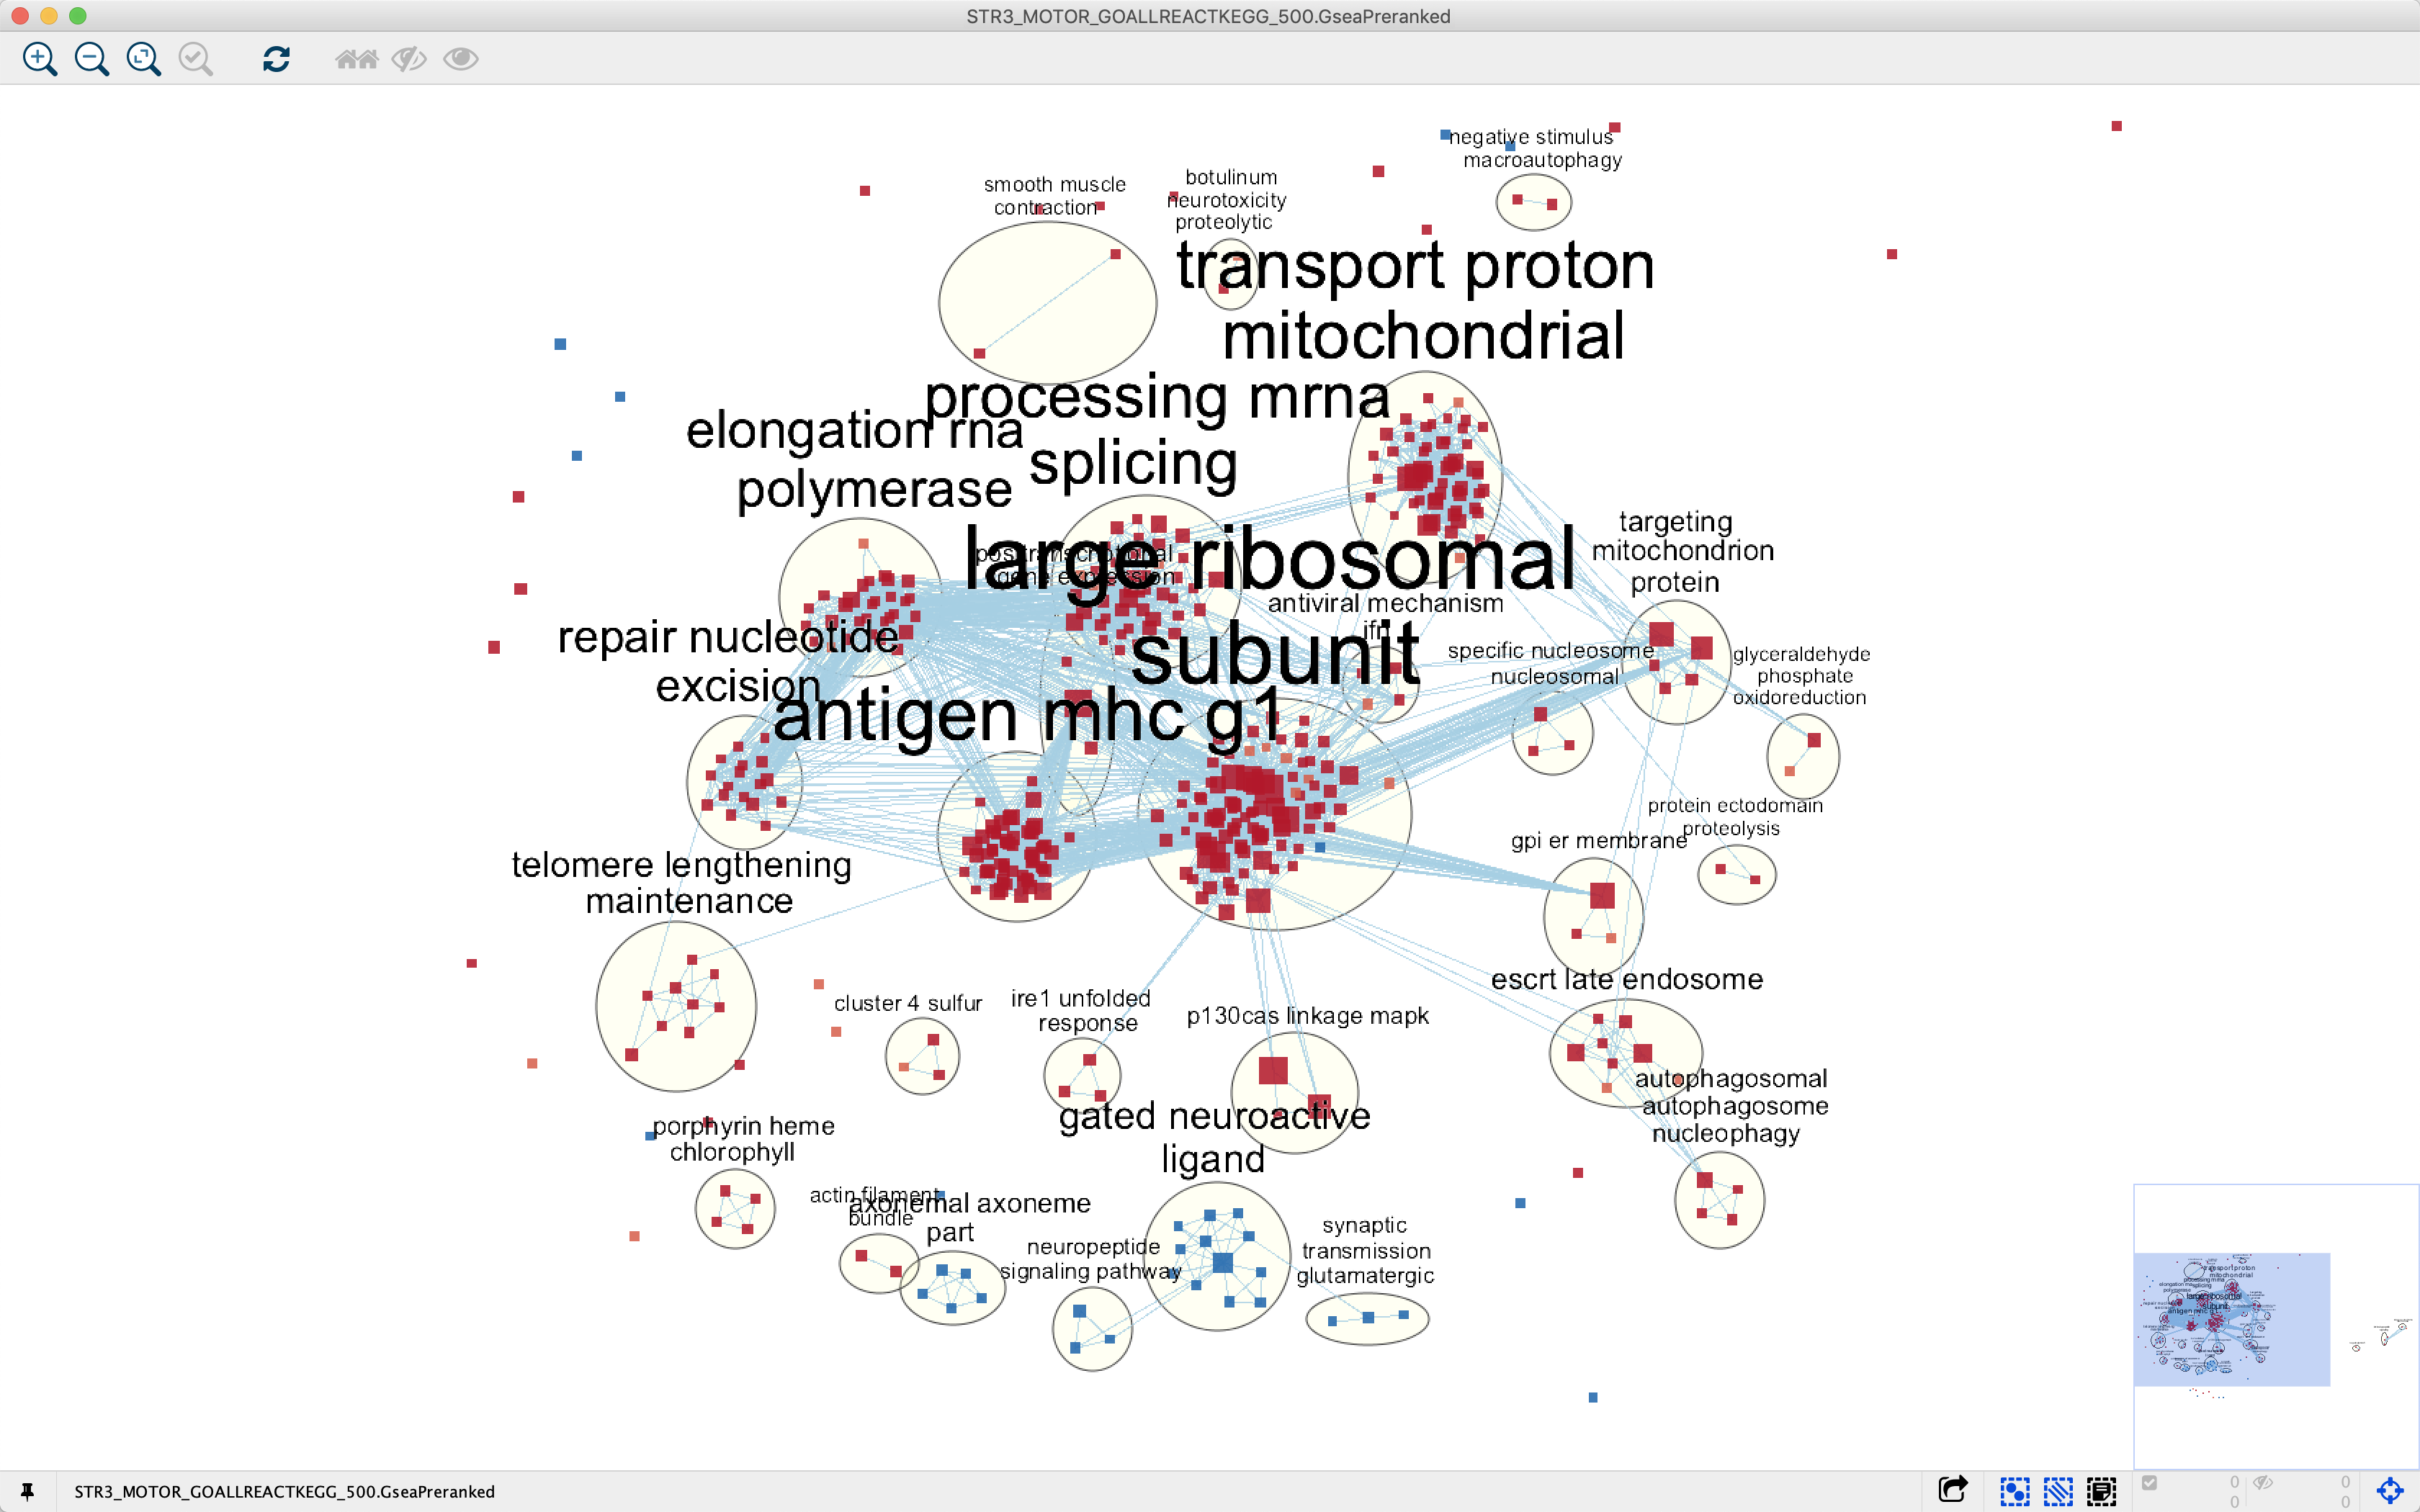 STR3_MOTOR_GOALLREACTKEGG_500.GseaPreranked
negative stimulus
macroautophagy
smooth muscle
contraction
botulinum
neurotoxicity
proteolytic
transport proton
mitochondrial
processing mrna
splicing
elongation rna
polymerase
large ribosomal
subunit
posttranscriptional
gene expression
targeting
mitochondrion
protein
antiviral mechanism
ifn
repair nucleotide
excision
specific nucleosome
nucleosomal
glyceraldehyde
phosphate
oxidoreduction
antigen mhc g1
protein ectodomain
proteolysis
gpi er membrane
telomere lengthening
maintenance
escrt late endosome
cluster 4 sulfur
ire1 unfolded
response
p130cas linkage mapk
autophagosomal
autophagosome
nucleophagy
gated neuroactive
ligand
porphyrin heme
chlorophyll
actin filament
bundle
axonemal axoneme
part
neuropeptide
signaling pathway
synaptic
transmission
glutamatergic
STR3_MOTOR_GOALLREACTKEGG_500.GseaPreranked
0
0
0
0